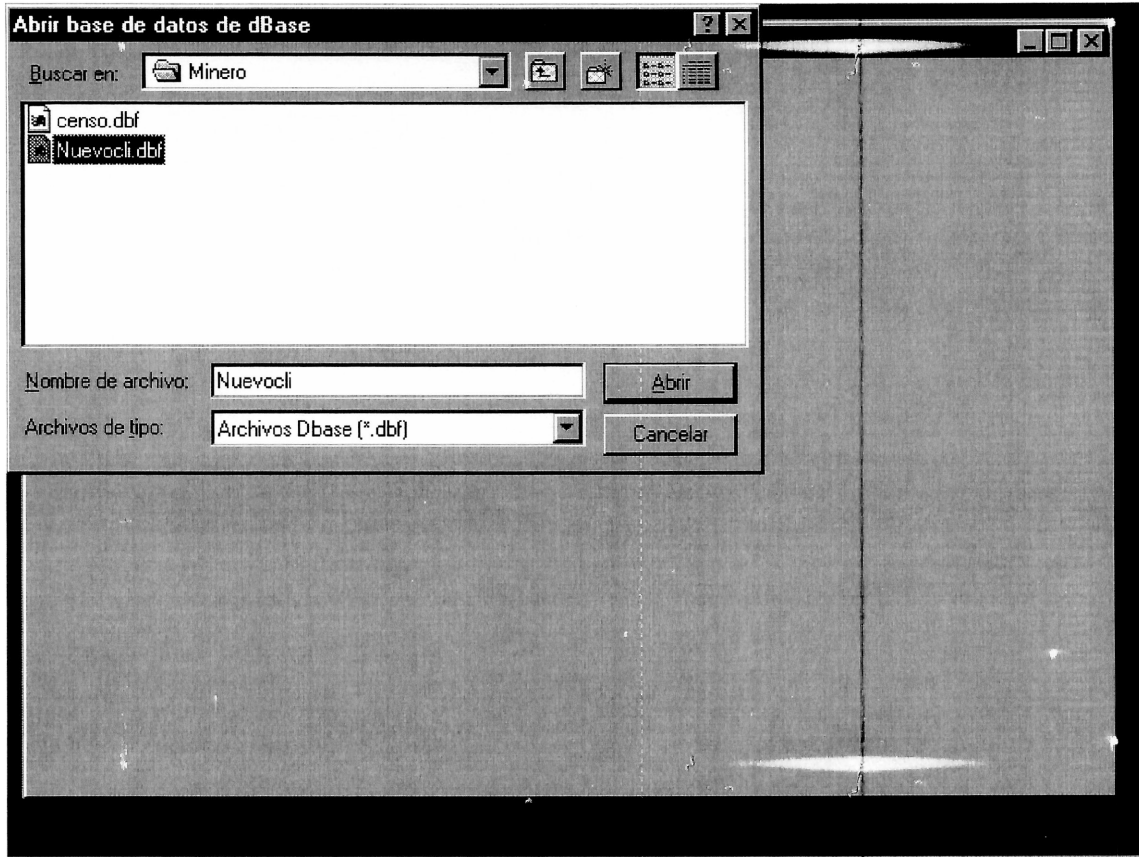 Abrir base de datos de dBase
Buscar en: Minero
censo.dbf
Nuevocli.dbf
Nombre de archivo: Nuevocli Abrir
Archivos de tipo: Archivos Dbase (*.dbf) Cancelar